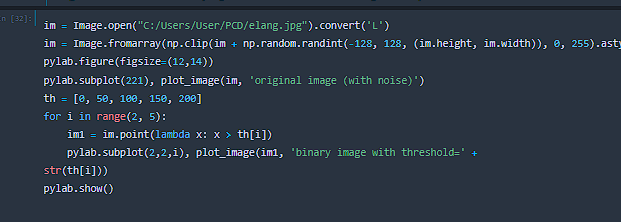 n [32]:
im = Image.open("C:/Users/User/PCD/elang.jpg").convert('L')
im = Image.fromarray(np.clip(im + np.random.randint(-128, 128, (im.height, im.width)), 0, 255).asty
pylab.figure(figsize=(12,14))
pylab.subplot(221), plot_image(im, 'original image (with noise)')
th = [0, 50, 100, 150, 200]
for i in range(2, 5):
    im1 = im.point(lambda x: x > th[i])
    pylab.subplot(2,2,i), plot_image(im1, 'binary image with threshold=' +
str(th[i]))
pylab.show()